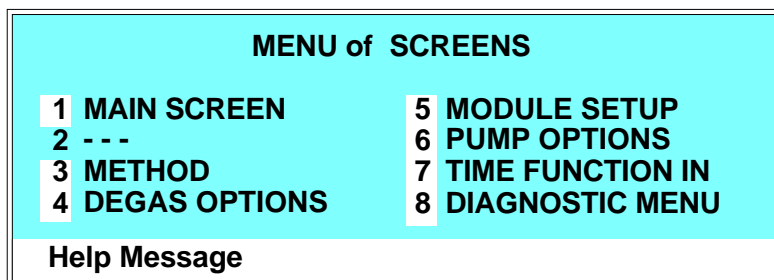 MENU of SCREENS
1 MAIN SCREEN 5 MODULE SETUP
2 - - - 6 PUMP OPTIONS
3 METHOD 7 TIME FUNCTION IN
4 DEGAS OPTIONS 8 DIAGNOSTIC MENU
Help Message